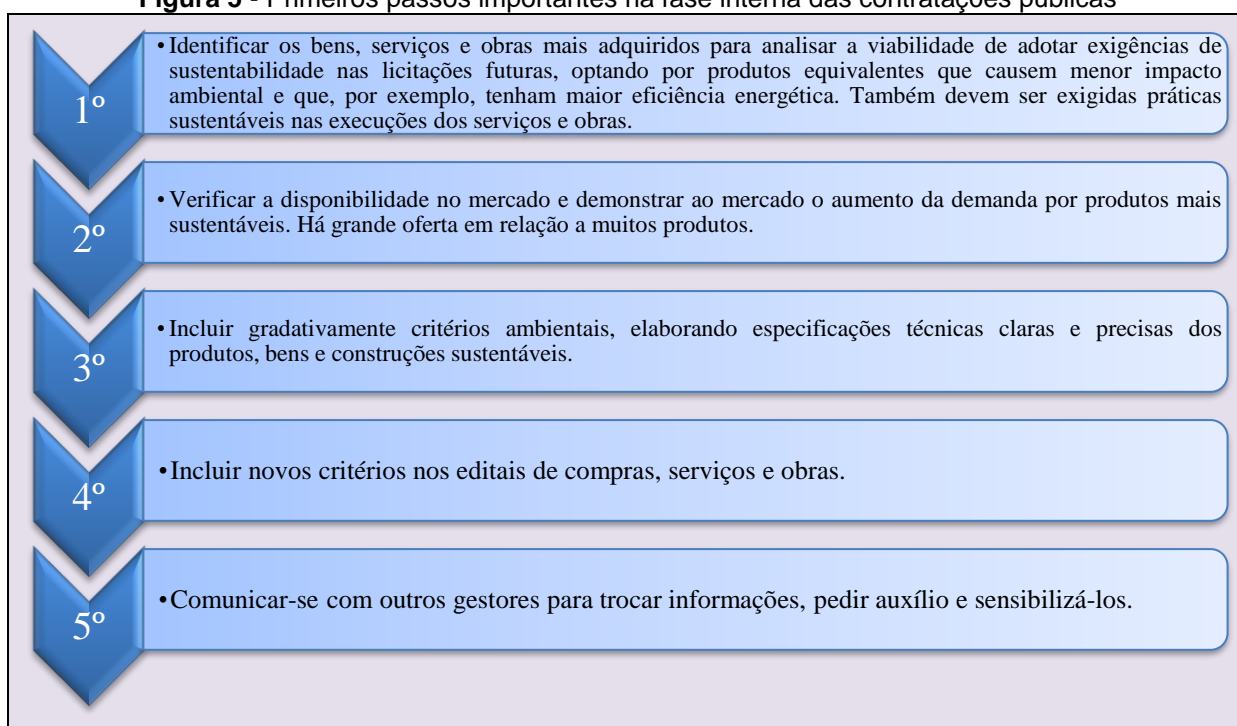 Figura 5 - Primeiros passos importantes na fase interna das contratações públicas
1º
•Identificar os bens, serviços e obras mais adquiridos para analisar a viabilidade de adotar exigências de
sustentabilidade nas licitações futuras, optando por produtos equivalentes que causem menor impacto
ambiental e que, por exemplo, tenham maior eficiência energética. Também devem ser exigidas práticas
sustentáveis nas execuções dos serviços e obras.
2º
•Verificar a disponibilidade no mercado e demonstrar ao mercado o aumento da demanda por produtos mais
sustentáveis. Há grande oferta em relação a muitos produtos.
3º
•Incluir gradativamente critérios ambientais, elaborando especificações técnicas claras e precisas dos
produtos, bens e construções sustentáveis.
4º
•Incluir novos critérios nos editais de compras, serviços e obras.
5º
•Comunicar-se com outros gestores para trocar informações, pedir auxílio e sensibilizá-los.